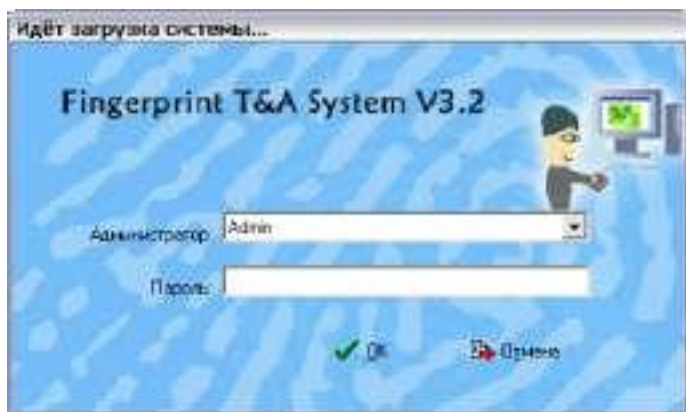 Идёт загрузка системы...
Fingerprint T&A System V3.2
Администратор
Admin
Пароль
OK
Отмена